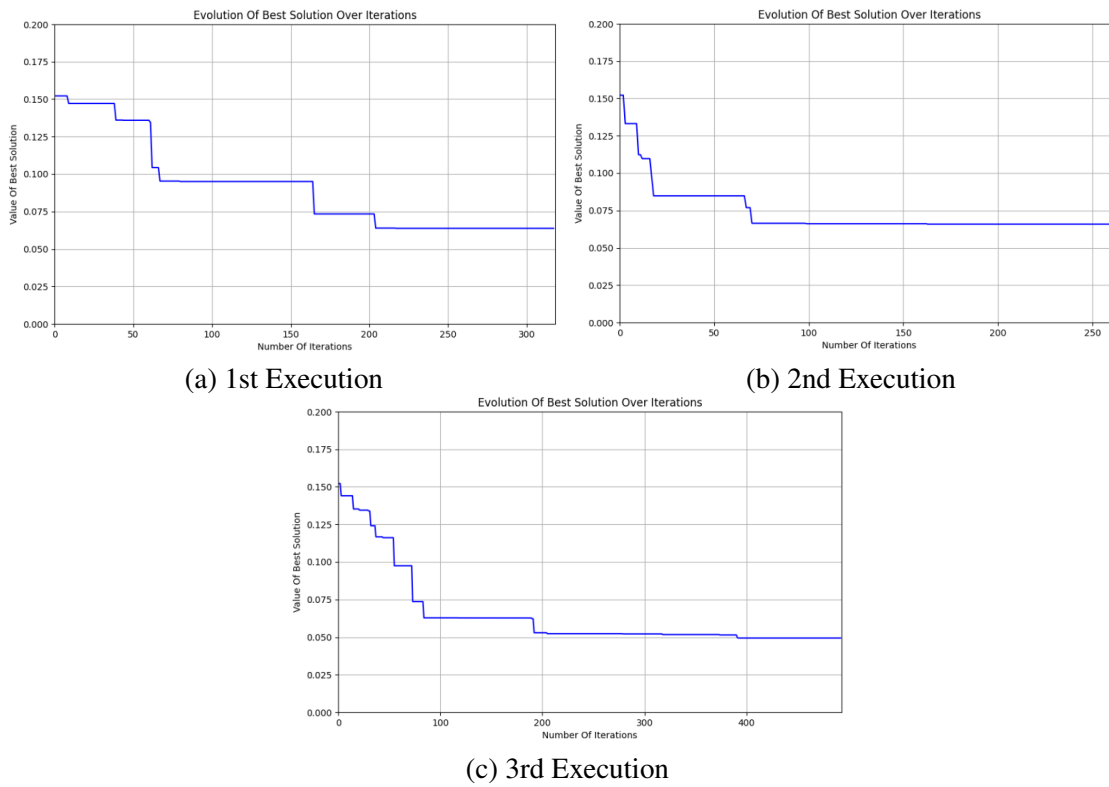 Evolution Of Best Solution Over Iterations
0.200
0.175
0.150
0.125
0.100
0.075
0.050
0.025
0.000
Value Of Best Solution
0 50 100 150 200 250 300
Number Of Iterations
(a) 1st Execution
Evolution Of Best Solution Over Iterations
0.200
0.175
0.150
0.125
0.100
0.075
0.050
0.025
0.000
Value Of Best Solution
0 50 100 150 200 250
Number Of Iterations
(b) 2nd Execution
Evolution Of Best Solution Over Iterations
0.200
0.175
0.150
0.125
0.100
0.075
0.050
0.025
0.000
Value Of Best Solution
0 100 200 300 400
Number Of Iterations
(c) 3rd Execution